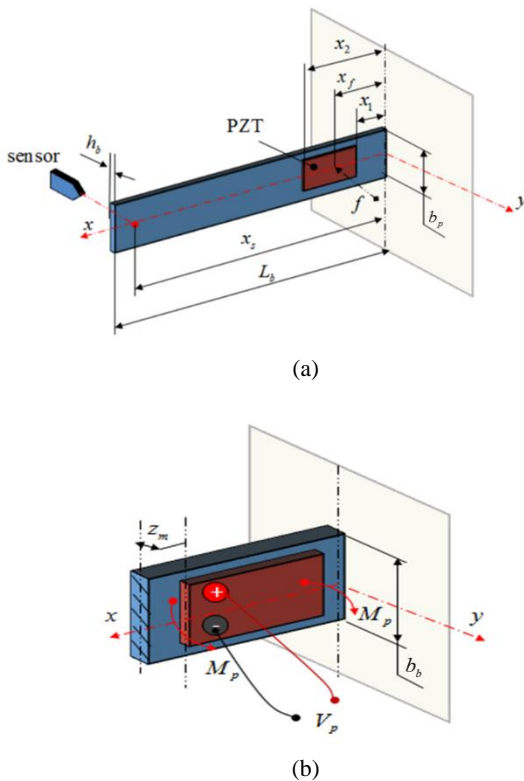 x_2
x_f
x_1
PZT
h_b
sensor
f
x
y
b_p
x_s
L_b
(a)
z_m
+
-
x
y
M_p
M_p
b_b
V_p
(b)